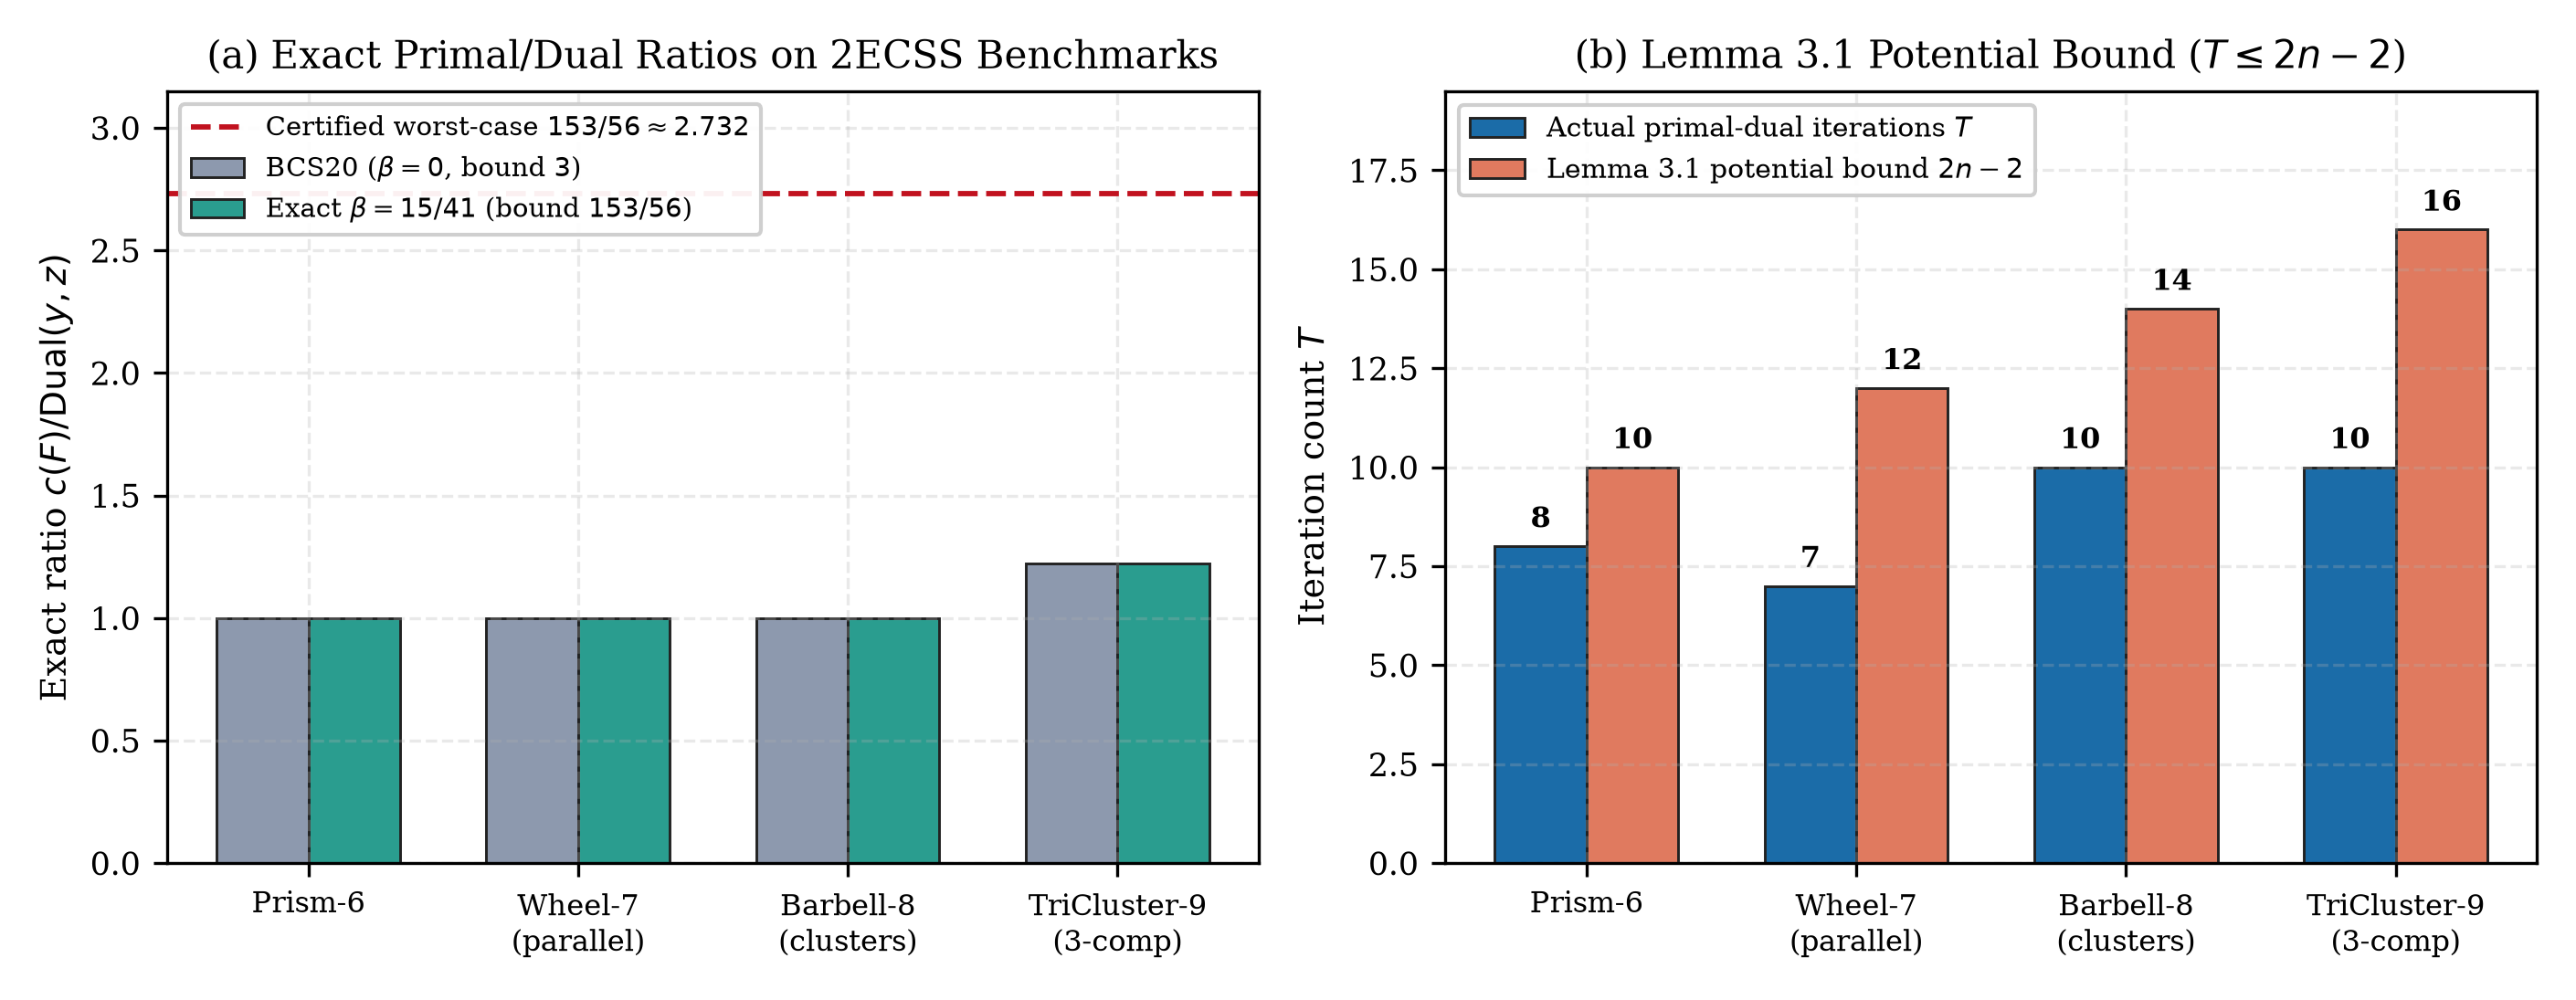 (a) Exact Primal/Dual Ratios on 2ECSS Benchmarks
Exact ratio c(F)/Dual(y, z)
3.0
2.5
2.0
1.5
1.0
0.5
0.0
Certified worst-case 153/56 ≈ 2.732
BCS20 (β = 0, bound 3)
Exact β = 15/41 (bound 153/56)
Prism-6
Wheel-7
(parallel)
Barbell-8
(clusters)
TriCluster-9
(3-comp)
(b) Lemma 3.1 Potential Bound (T ≤ 2n − 2)
Iteration count T
17.5
15.0
12.5
10.0
7.5
5.0
2.5
0.0
Actual primal-dual iterations T
Lemma 3.1 potential bound 2n − 2
8
10
7
12
10
14
10
16
Prism-6
Wheel-7
(parallel)
Barbell-8
(clusters)
TriCluster-9
(3-comp)